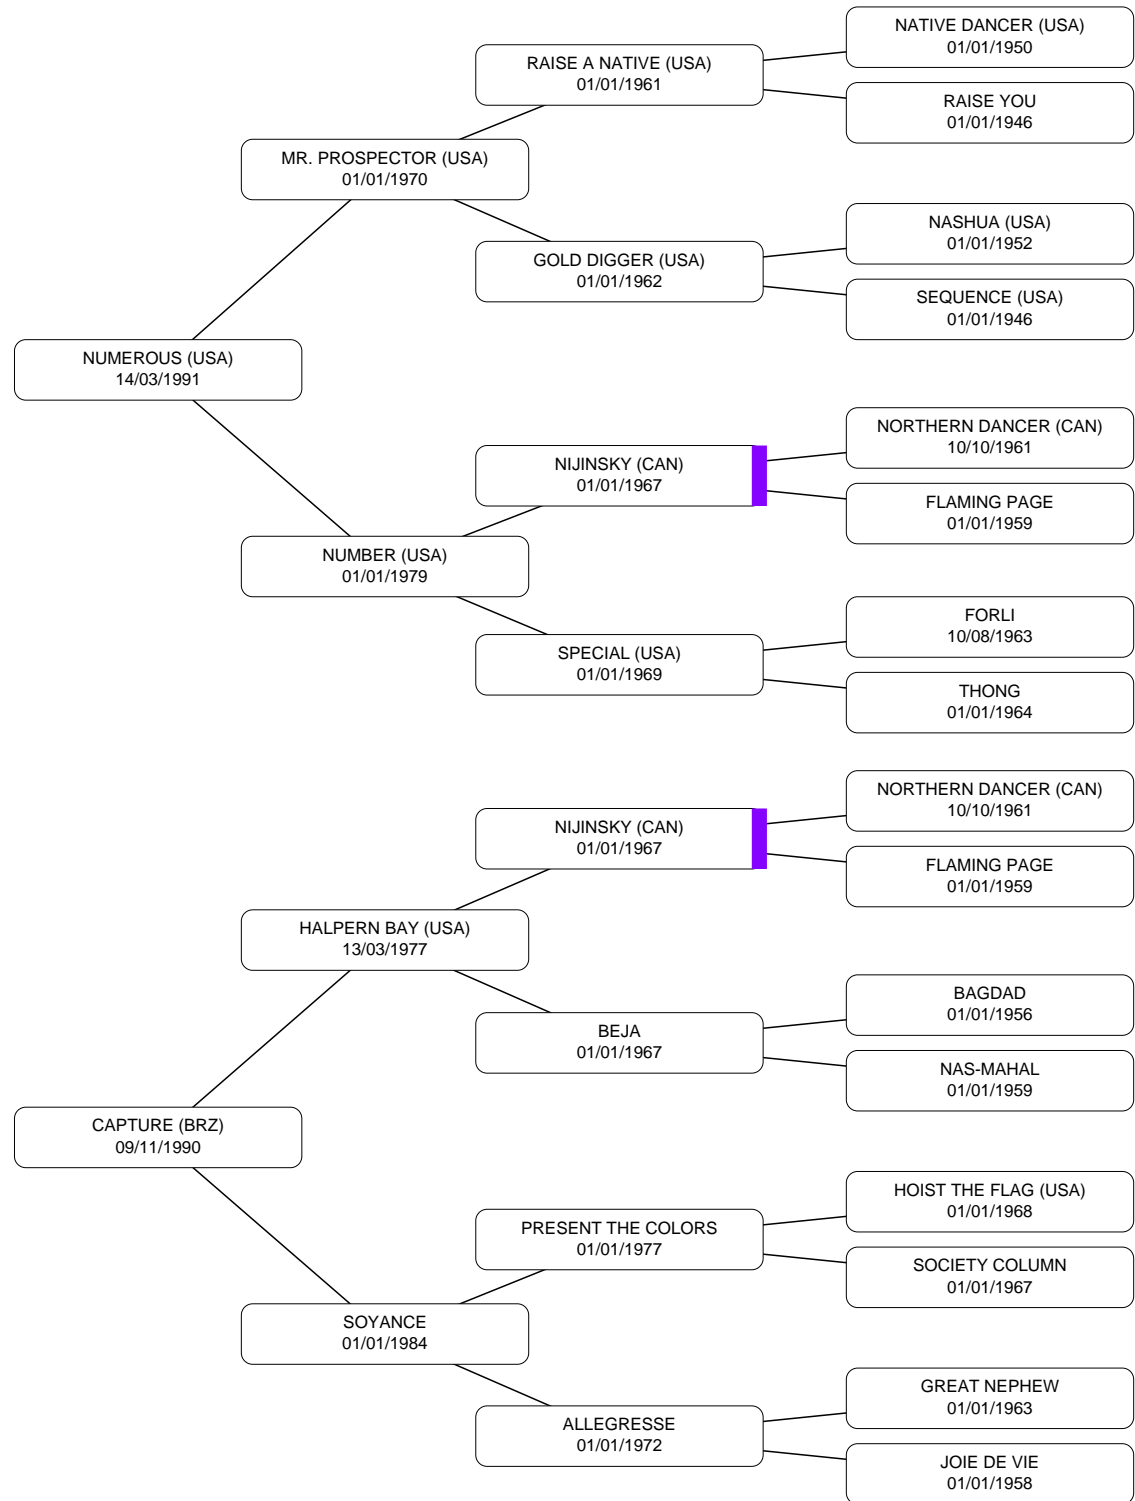 NATIVE DANCER (USA)
01/01/1950
RAISE A NATIVE (USA)
01/01/1961
RAISE YOU
01/01/1946
MR. PROSPECTOR (USA)
01/01/1970
NASHUA (USA)
01/01/1952
GOLD DIGGER (USA)
01/01/1962
SEQUENCE (USA)
01/01/1946
NUMEROUS (USA)
14/03/1991
NORTHERN DANCER (CAN)
10/10/1961
NIJINSKY (CAN)
01/01/1967
FLAMING PAGE
01/01/1959
NUMBER (USA)
01/01/1979
FORLI
10/08/1963
SPECIAL (USA)
01/01/1969
THONG
01/01/1964
NORTHERN DANCER (CAN)
10/10/1961
NIJINSKY (CAN)
01/01/1967
FLAMING PAGE
01/01/1959
HALPERN BAY (USA)
13/03/1977
BAGDAD
01/01/1956
BEJA
01/01/1967
NAS-MAHAL
01/01/1959
CAPTURE (BRZ)
09/11/1990
HOIST THE FLAG (USA)
01/01/1968
PRESENT THE COLORS
01/01/1977
SOCIETY COLUMN
01/01/1967
SOYANCE
01/01/1984
GREAT NEPHEW
01/01/1963
ALLEGRESSE
01/01/1972
JOIE DE VIE
01/01/1958